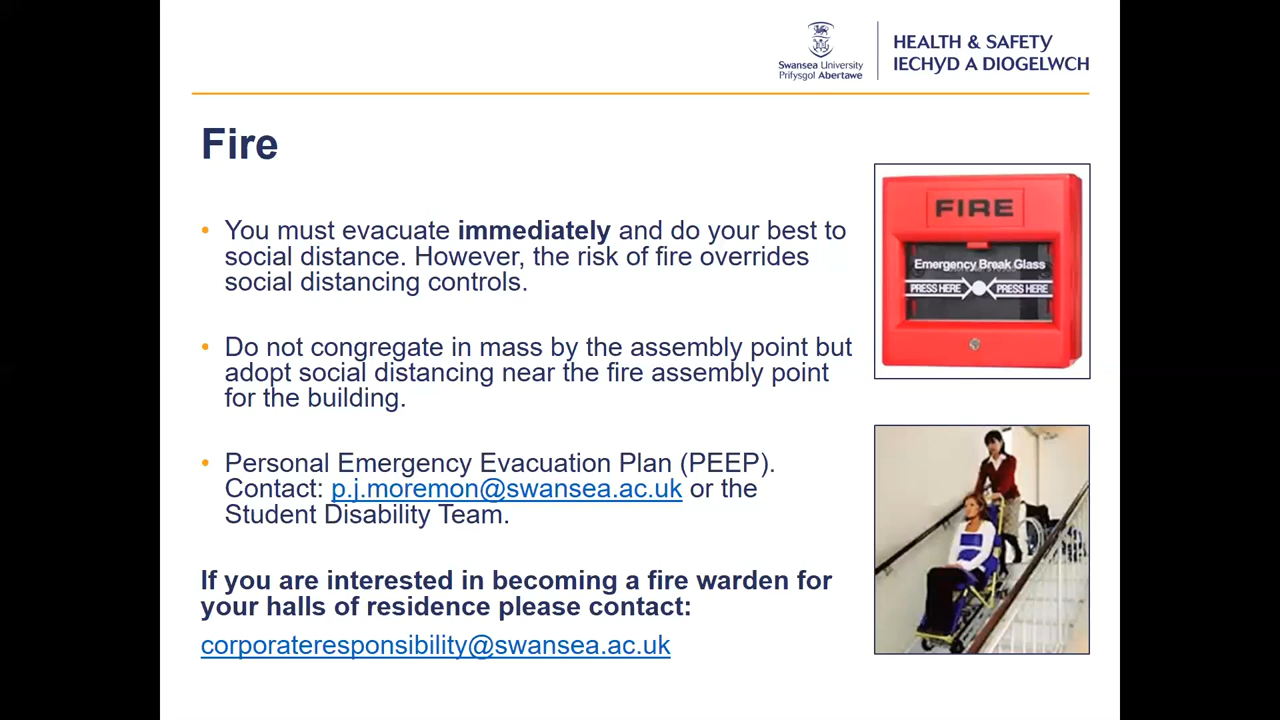 Swansea University
Prifysgol Abertawe
HEALTH & SAFETY
IECHYD A DIOGELWCH
Fire
• You must evacuate immediately and do your best to
social distance. However, the risk of fire overrides
social distancing controls.
• Do not congregate in mass by the assembly point but
adopt social distancing near the fire assembly point
for the building.
• Personal Emergency Evacuation Plan (PEEP).
Contact: p.j.moremon@swansea.ac.uk or the
Student Disability Team.
If you are interested in becoming a fire warden for
your halls of residence please contact:
corporateresponsibility@swansea.ac.uk
FIRE
Emergency Break Glass
PRESS HERE PRESS HERE